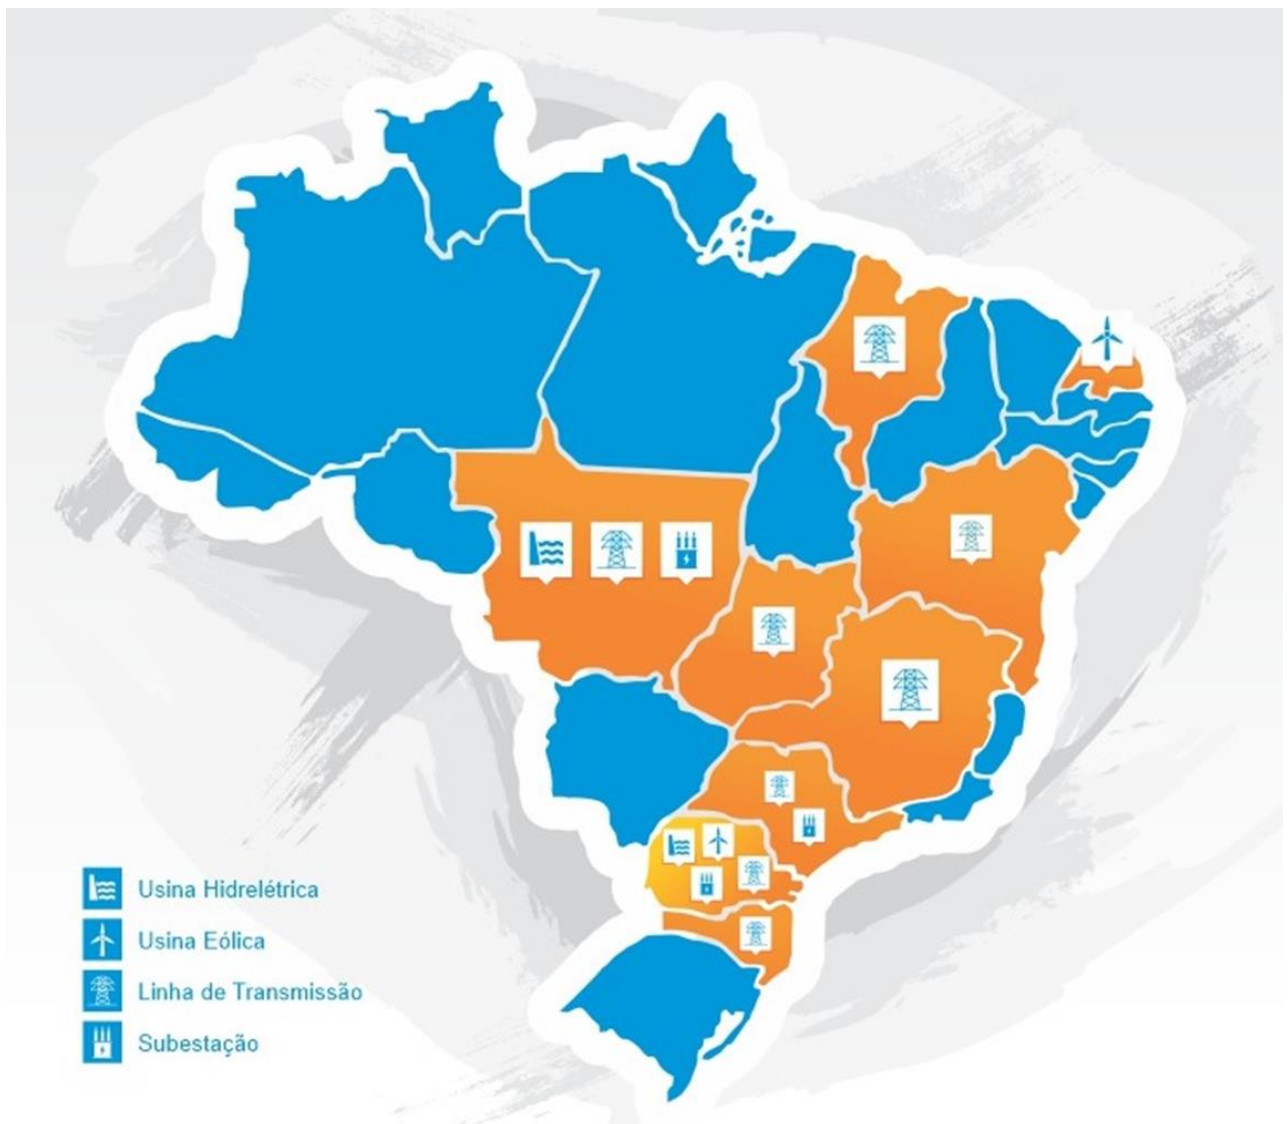 Usina Hidrelétrica
Usina Eólica
Linha de Transmissão
Subestação